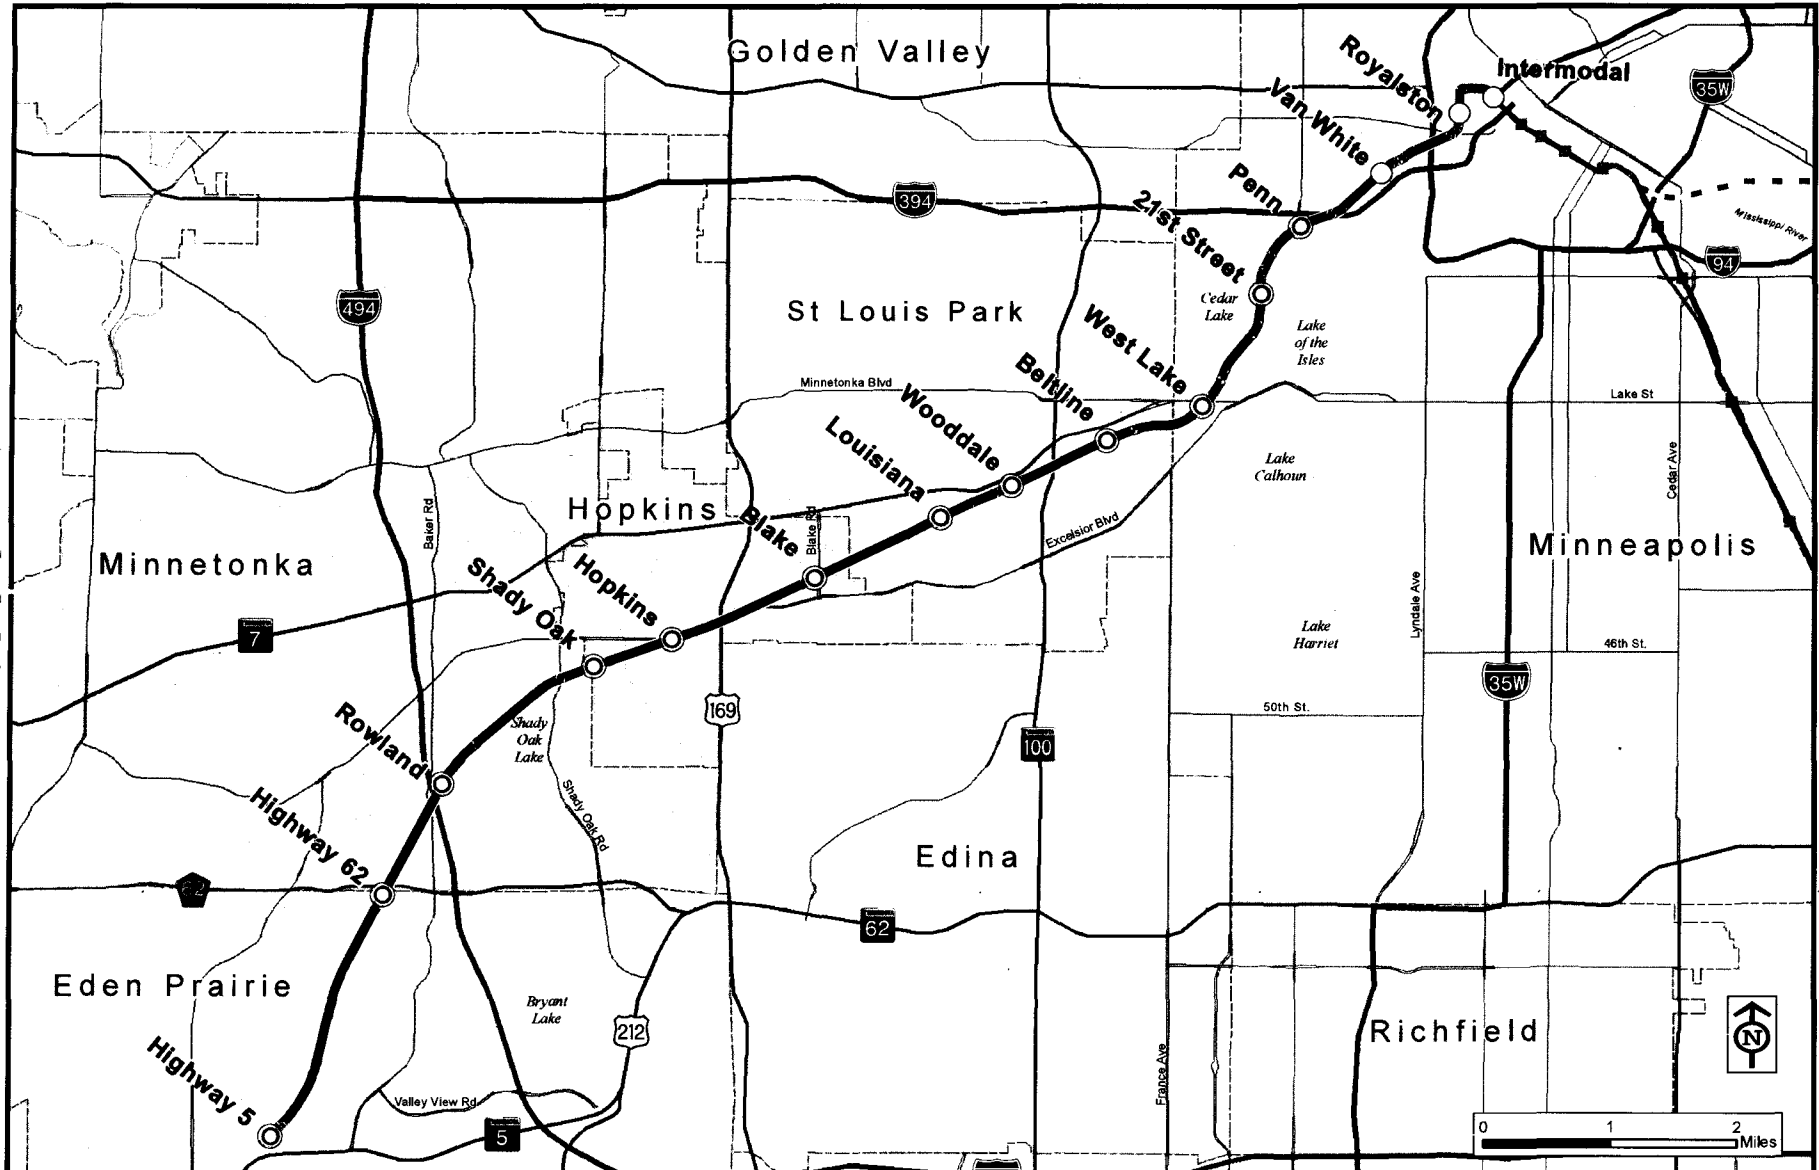 Golden Valley
Royalston
Intermodal
35W
Van White
Penn
394
21st Street
Mississippi River
94
494
St Louis Park
Cedar
Lake
Lake
of the
Isles
West Lake
Beltline
Minnetonka Blvd
Lake St
Wooddale
Louisiana
Lake
Calhoun
Cedar Ave
Hopkins
Blake
Blake Rd
Baker Rd
Excelsior Blvd
Minneapolis
Minnetonka
Shady Oak
Hopkins
7
Lyndale Ave
Lake
Harriet
46th St.
35W
Rowland
Shady
Oak
Lake
169
50th St.
100
Highway 62
Shady Oak Rd
Edina
62
62
Eden Prairie
Bryant
Lake
212
Richfield
N
Highway 5
Valley View Rd
5
France Ave
0 1 2
Miles